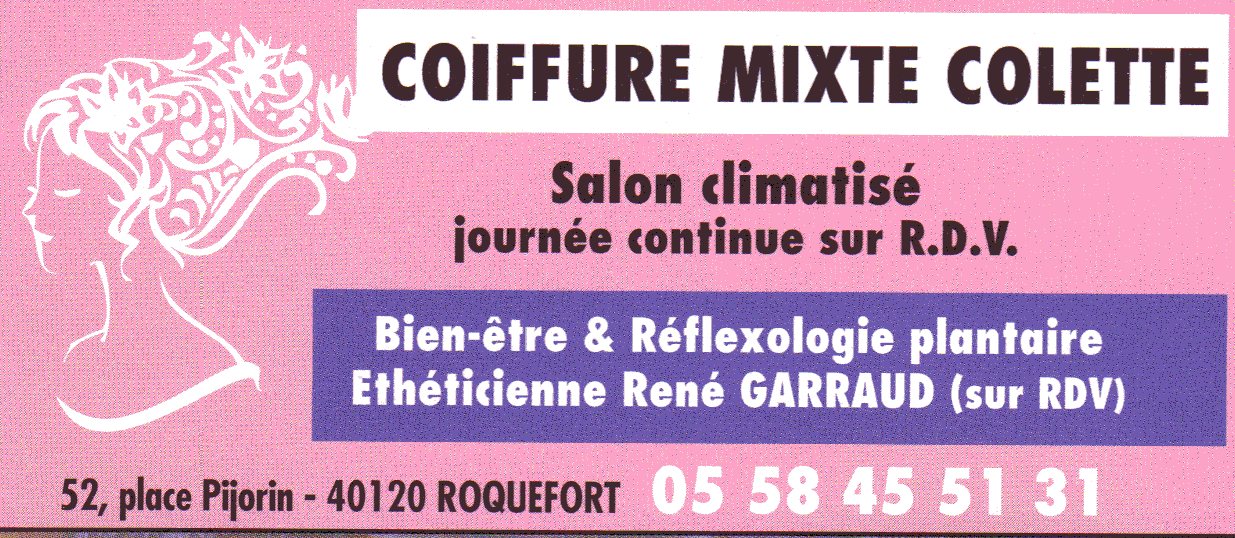 COIFFURE MIXTE COLETTE
Salon climatisé
journée continue sur R.D.V.
Bien-être & Réflexologie plantaire
Ethéticienne René GARRAUD (sur RDV)
52, place Pijorin - 40120 ROQUEFORT 05 58 45 51 31